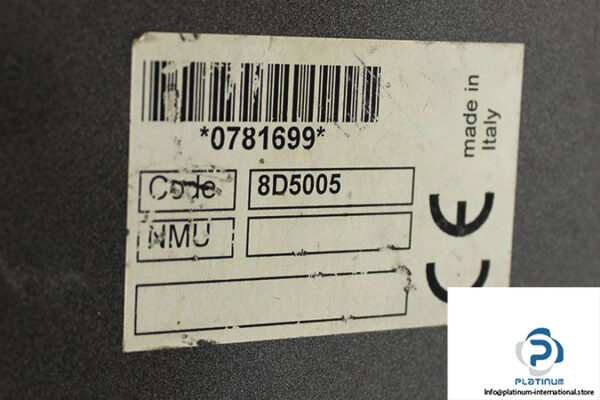 *0781699*
Code 8D5005
NMU
made in
Italy
CE
C
PLATINUM
Info@platinum-international.store